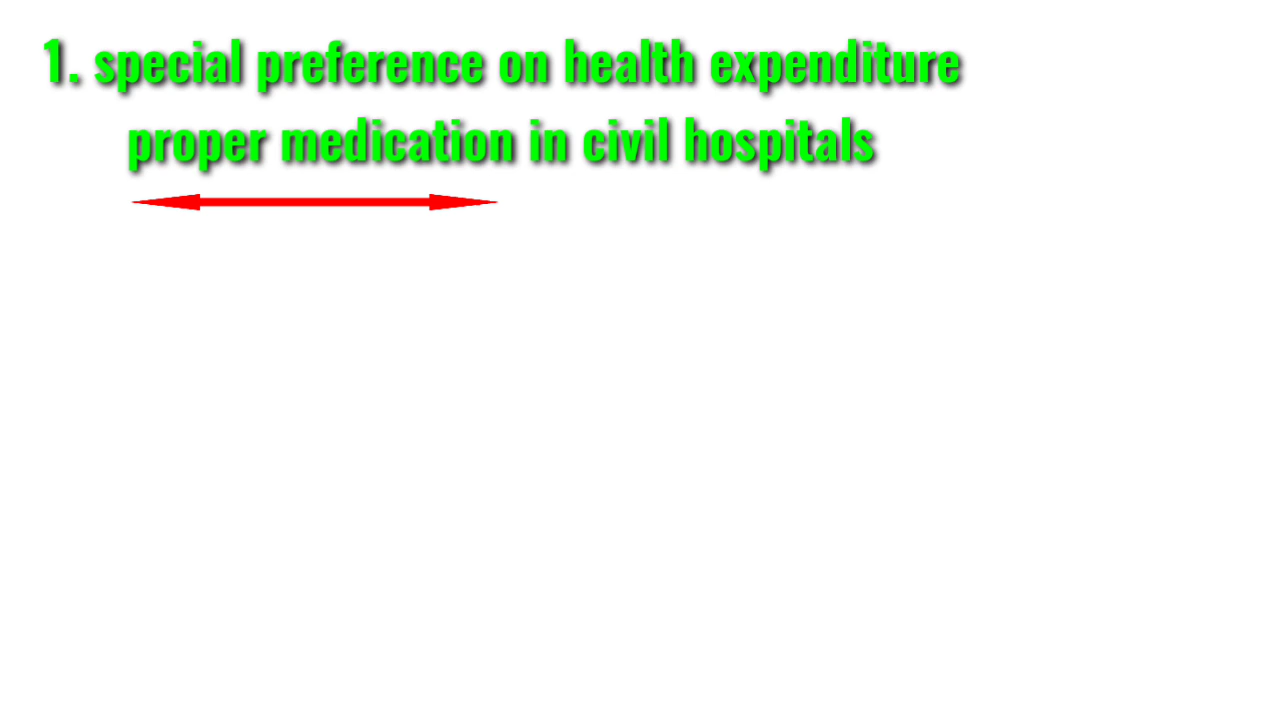 1. special preference on health expenditure
proper medication in civil hospitals